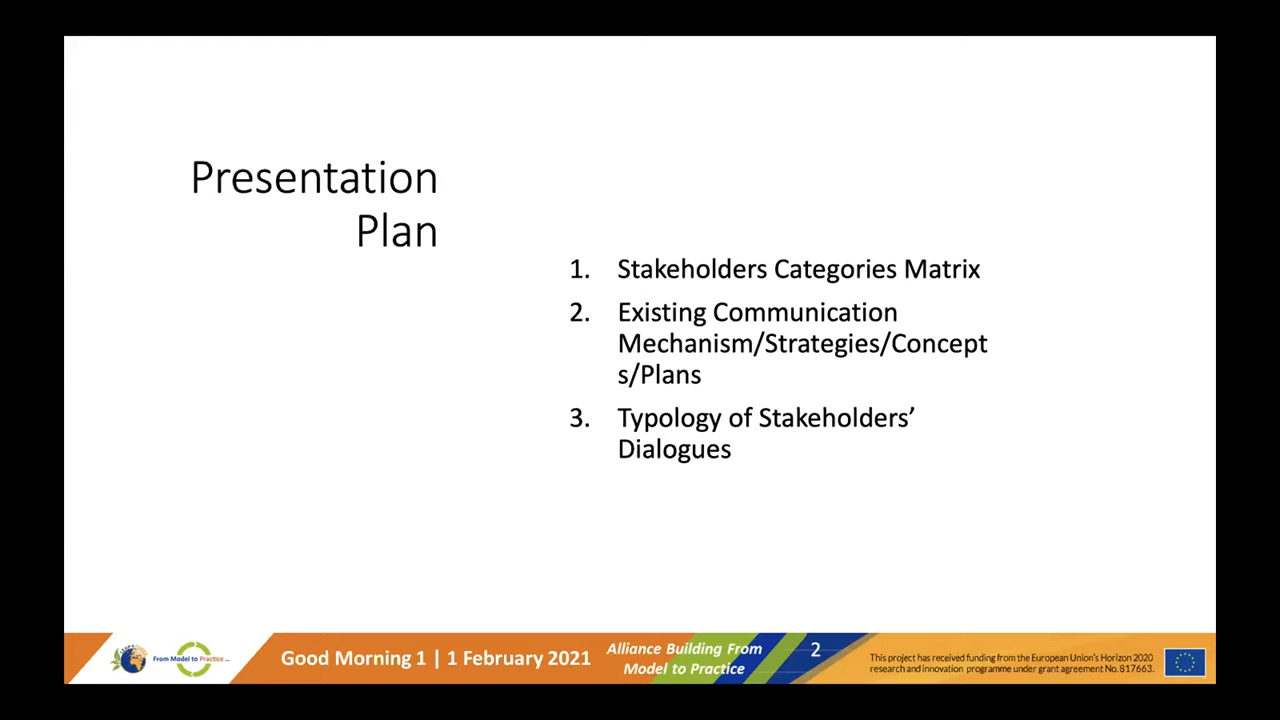 Presentation
Plan
1. Stakeholders Categories Matrix
2. Existing Communication
Mechanism/Strategies/Concept
s/Plans
3. Typology of Stakeholders’
Dialogues
From Model to Practice ...
Good Morning 1 | 1 February 2021
Alliance Building From
Model to Practice
2
This project has received funding from the European Union's Horizon 2020
research and innovation programme under grant agreement No. 817663.